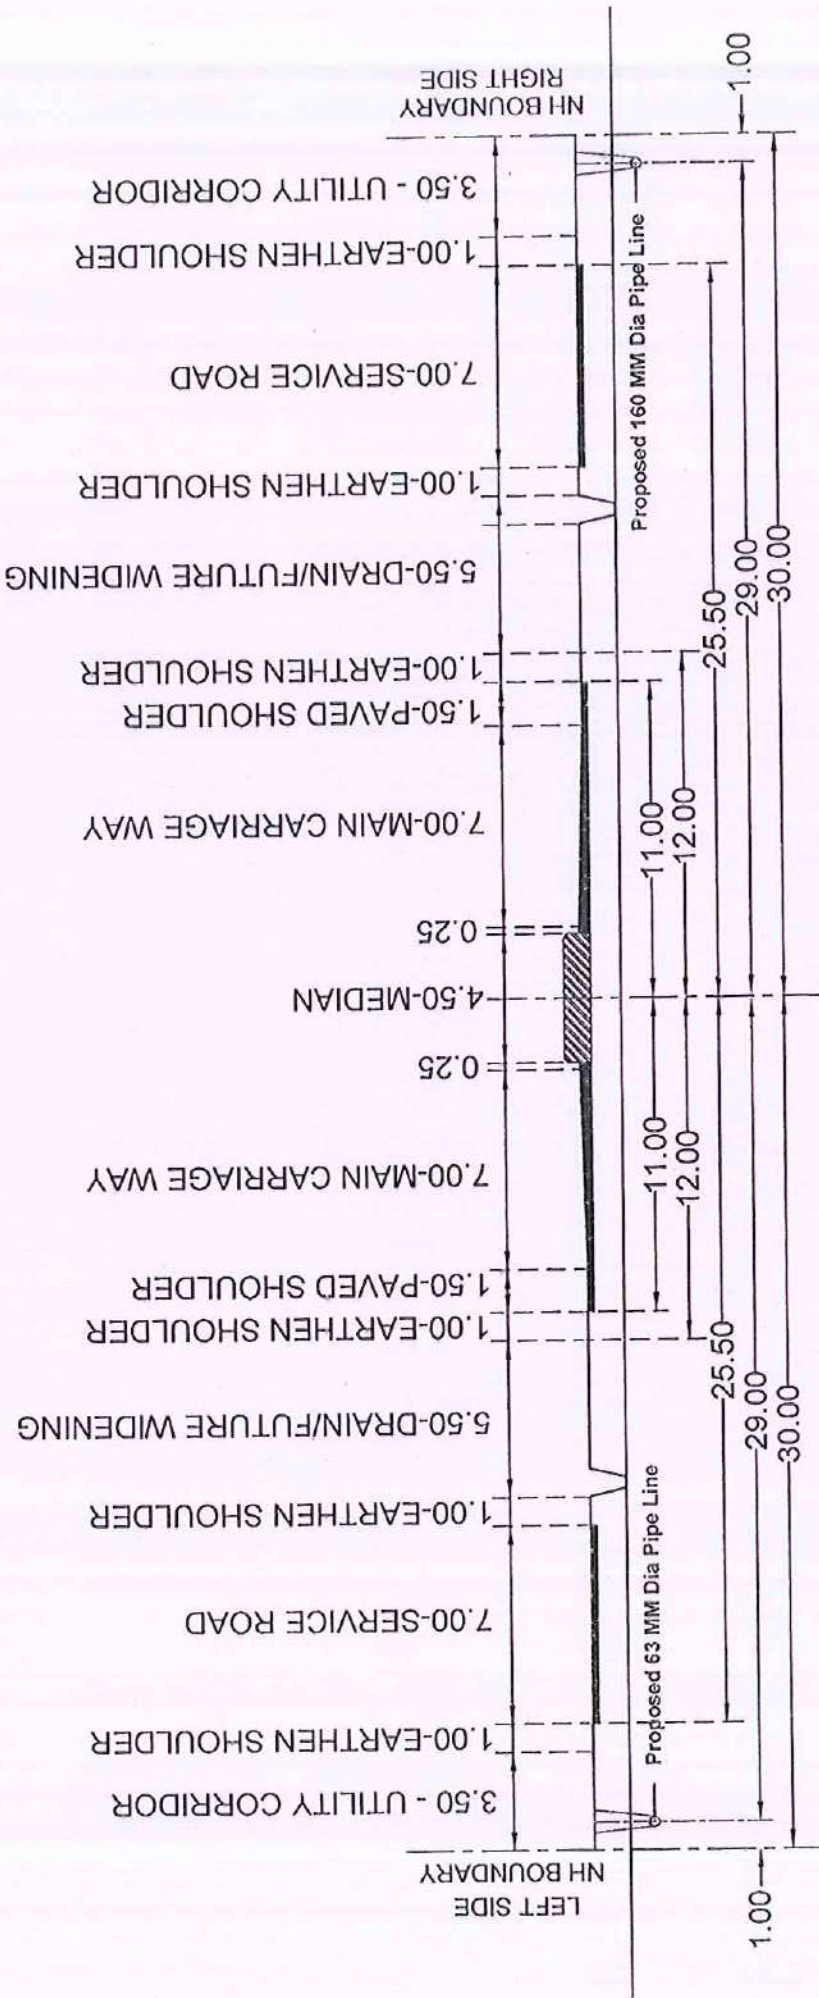 LEFT SIDE
NH BOUNDARY
3.50 - UTILITY CORRIDOR
1.00-EARTHEN SHOULDER
7.00-SERVICE ROAD
1.00-EARTHEN SHOULDER
5.50-DRAIN/FUTURE WIDENING
1.00-EARTHEN SHOULDER
1.50-PAVED SHOULDER
7.00-MAIN CARRIAGE WAY
0.25
4.50-MEDIAN
0.25
7.00-MAIN CARRIAGE WAY
1.50-PAVED SHOULDER
1.00-EARTHEN SHOULDER
5.50-DRAIN/FUTURE WIDENING
1.00-EARTHEN SHOULDER
7.00-SERVICE ROAD
1.00-EARTHEN SHOULDER
3.50 - UTILITY CORRIDOR
NH BOUNDARY
RIGHT SIDE
Proposed 63 MM Dia Pipe Line
Proposed 160 MM Dia Pipe Line
11.00
11.00
12.00
12.00
25.50
25.50
29.00
29.00
30.00
30.00
1.00
1.00